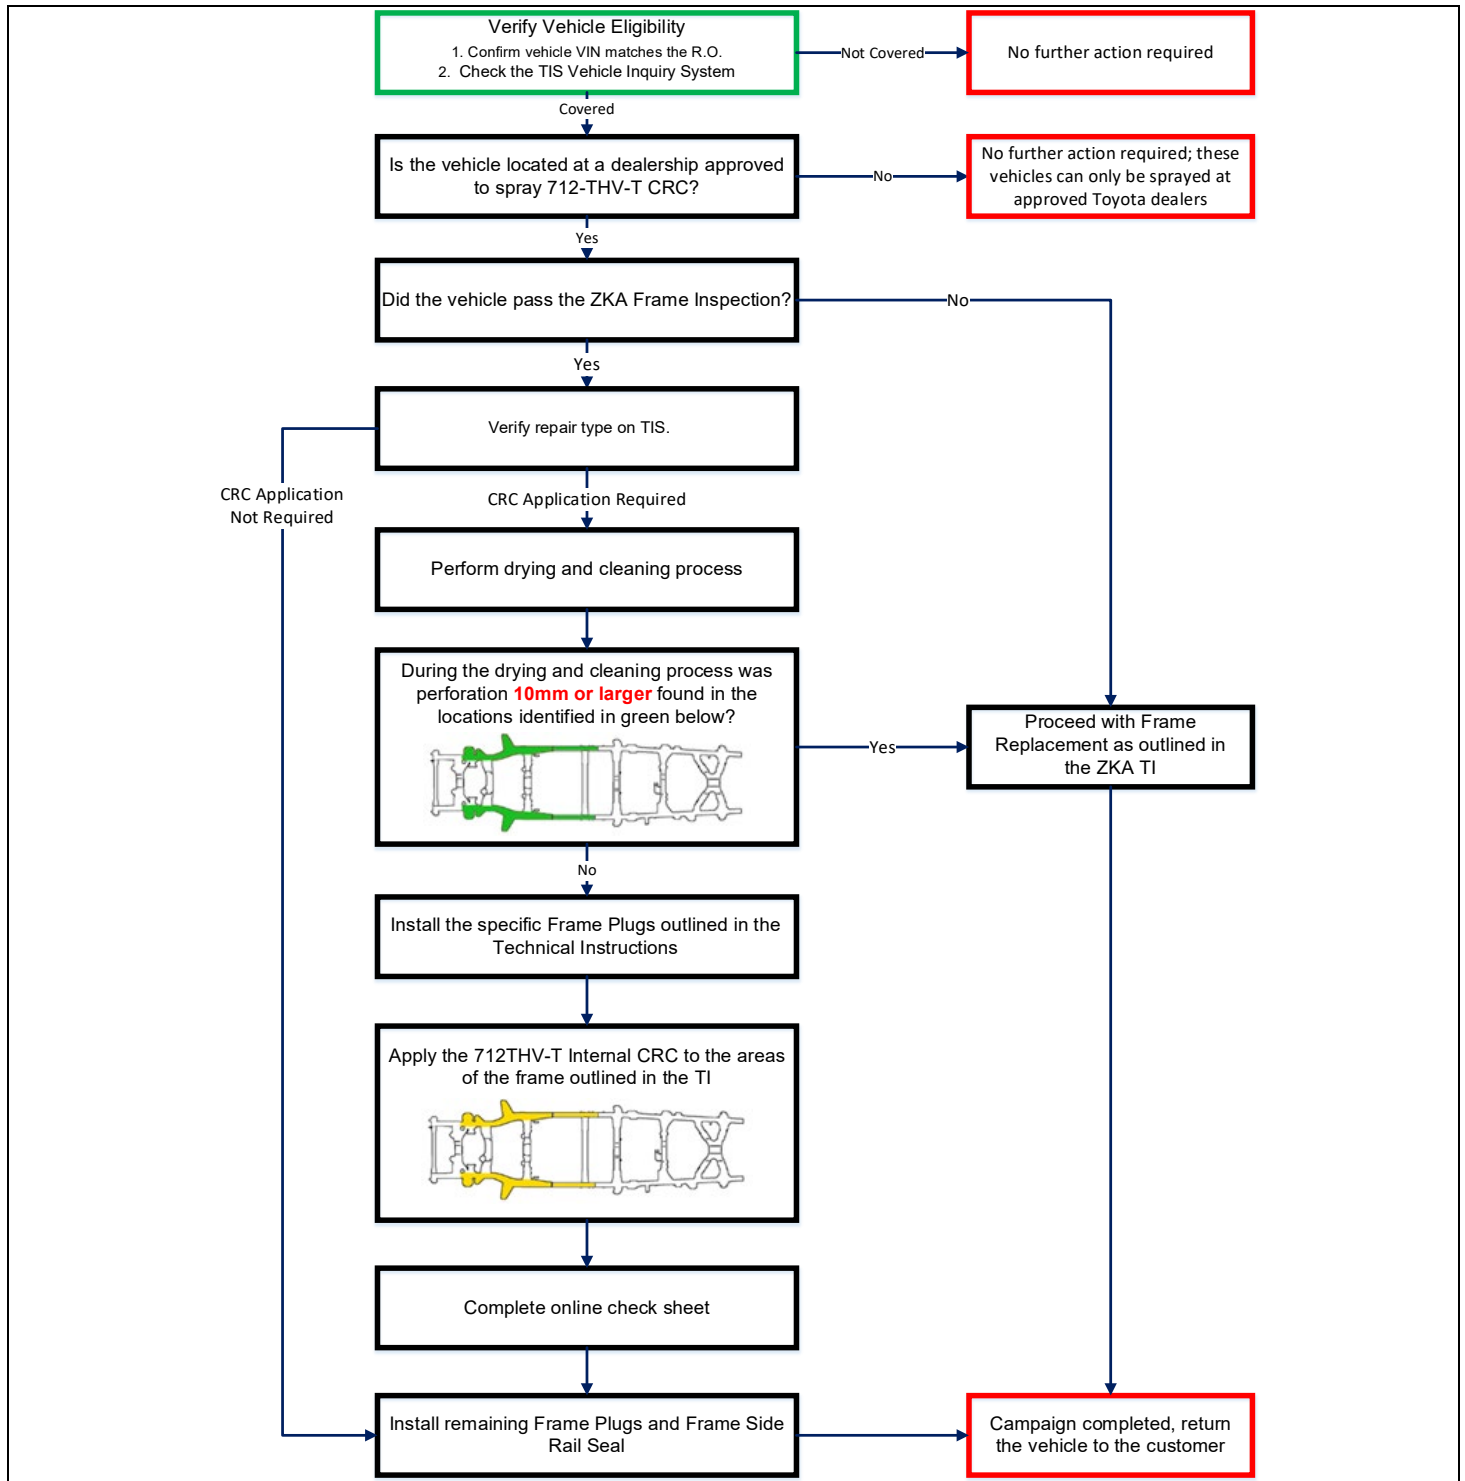 Verify Vehicle Eligibility
1. Confirm vehicle VIN matches the R.O.
2. Check the TIS Vehicle Inquiry System
Not Covered
No further action required
Covered
Is the vehicle located at a dealership approved
to spray 712-THV-T CRC?
No
No further action required; these
vehicles can only be sprayed at
approved Toyota dealers
Yes
Did the vehicle pass the ZKA Frame Inspection?
No
Yes
Verify repair type on TIS.
CRC Application
Not Required
CRC Application Required
Perform drying and cleaning process
During the drying and cleaning process was
perforation 10mm or larger found in the
locations identified in green below?
Yes
Proceed with Frame
Replacement as outlined in
the ZKA TI
No
Install the specific Frame Plugs outlined in the
Technical Instructions
Apply the 712THV-T Internal CRC to the areas
of the frame outlined in the TI
Complete online check sheet
Install remaining Frame Plugs and Frame Side
Rail Seal
Campaign completed, return
the vehicle to the customer